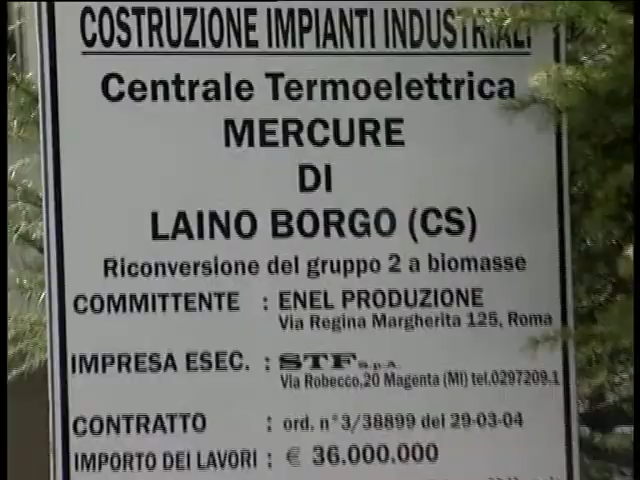 COSTRUZIONE IMPIANTI INDUSTRIALI
Centrale Termoelettrica
MERCURE
DI
LAINO BORGO (CS)
Riconversione del gruppo 2 a biomasse
COMMITTENTE : ENEL PRODUZIONE
Via Regina Margherita 125, Roma
IMPRESA ESEC. : STF S.p.A.
Via Robecco,20 Magenta (MI) tel.0297209.1
CONTRATTO : ord. n°3/38899 del 29-03-04
IMPORTO DEI LAVORI : € 36.000.000